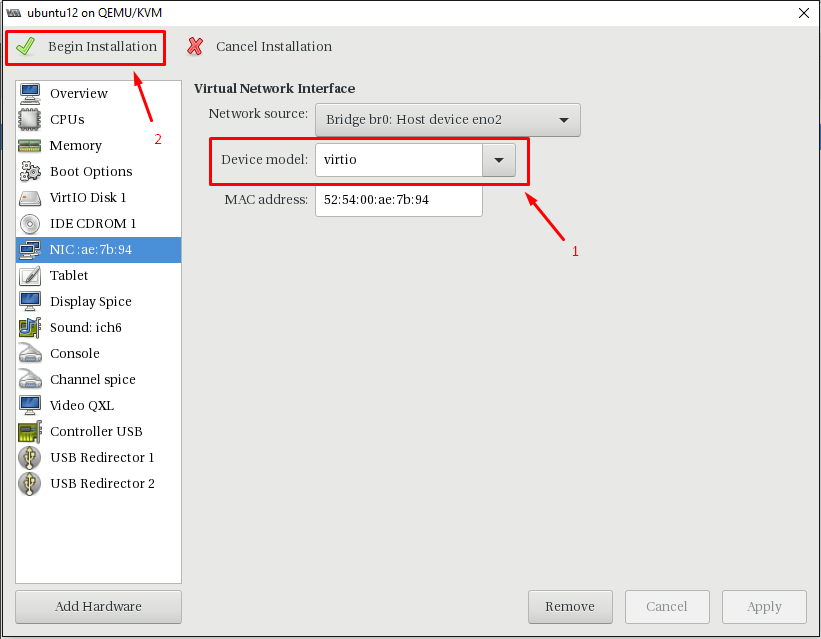 ubuntu12 on QEMU/KVM
Begin Installation
Cancel Installation
2
Overview
CPUs
Memory
Boot Options
VirtIO Disk 1
IDE CDROM 1
NIC :ae:7b:94
Tablet
Display Spice
Sound: ich6
Console
Channel spice
Video QXL
Controller USB
USB Redirector 1
USB Redirector 2
Add Hardware
Virtual Network Interface
Network source: Bridge br0: Host device eno2
Device model: virtio
MAC address: 52:54:00:ae:7b:94
1
Remove
Cancel
Apply